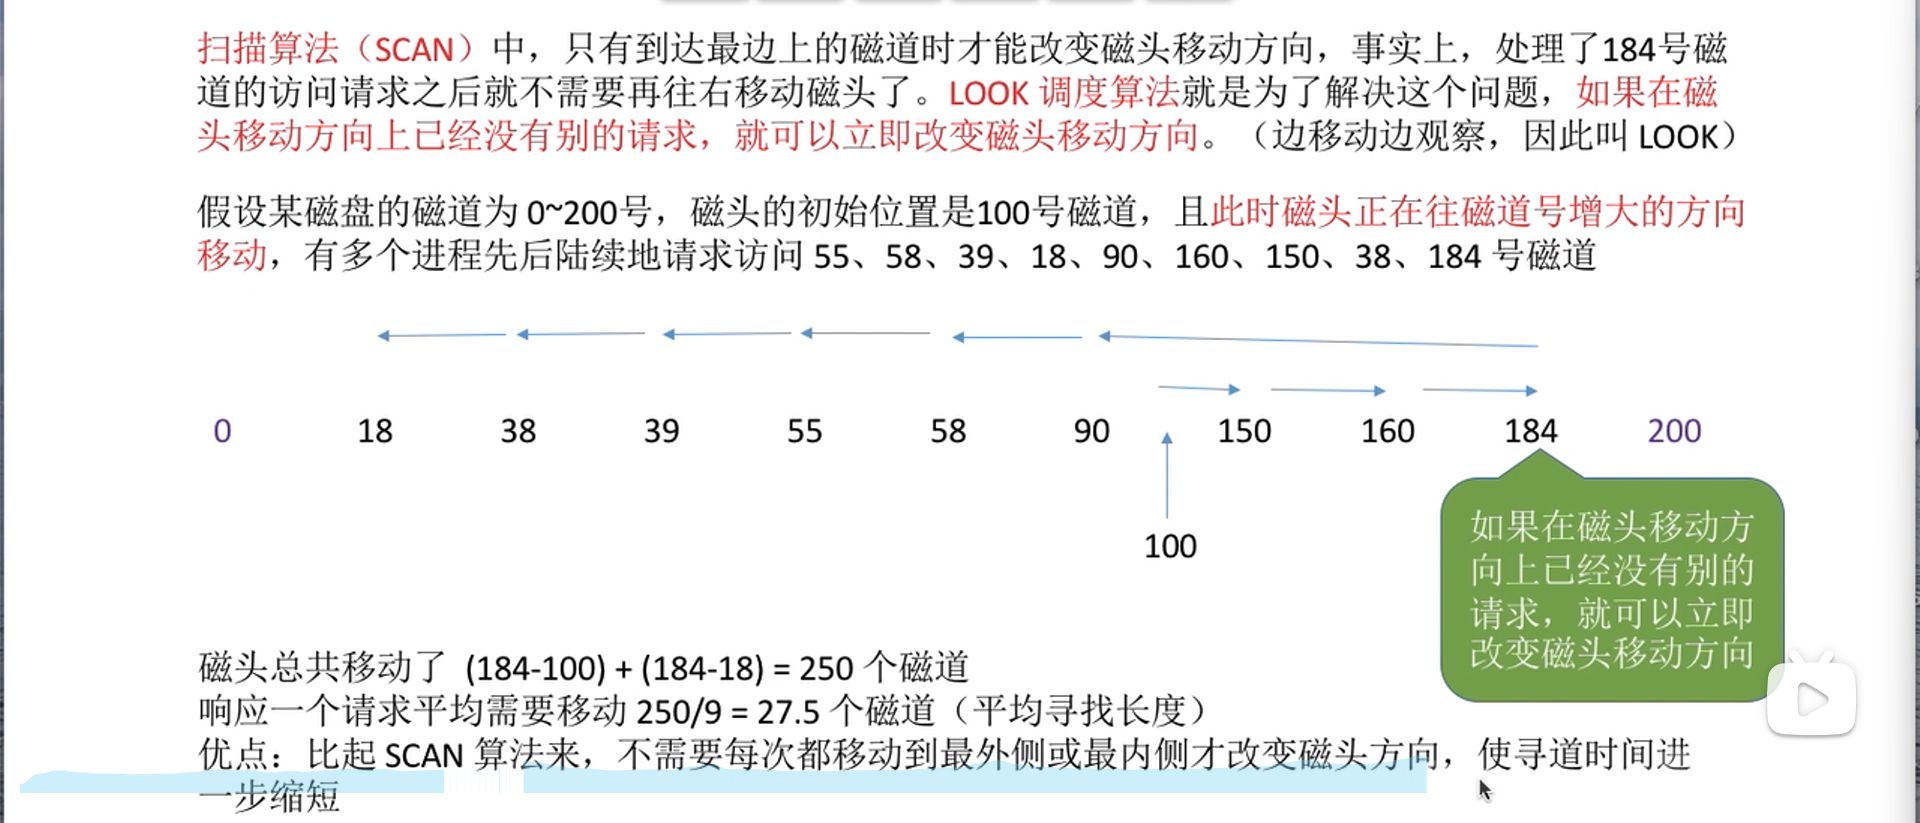 扫描算法（SCAN）中，只有到达最边上的磁道时才能改变磁头移动方向，事实上，处理了184号磁
道的访问请求之后就不需要再往右移动磁头了。LOOK 调度算法就是为了解决这个问题，如果在磁
头移动方向上已经没有别的请求，就可以立即改变磁头移动方向。（边移动边观察，因此叫 LOOK）
假设某磁盘的磁道为 0~200号，磁头的初始位置是100号磁道，且此时磁头正在往磁道号增大的方向
移动，有多个进程先后陆续地请求访问 55、58、39、18、90、160、150、38、184 号磁道
0 18 38 39 55 58 90 150 160 184 200
100
如果在磁头移动方
向上已经没有别的
请求，就可以立即
改变磁头移动方向
磁头总共移动了 (184-100) + (184-18) = 250 个磁道
响应一个请求平均需要移动 250/9 = 27.5 个磁道（平均寻找长度）
优点：比起 SCAN 算法来，不需要每次都移动到最外侧或最内侧才改变磁头方向，使寻道时间进
一步缩短